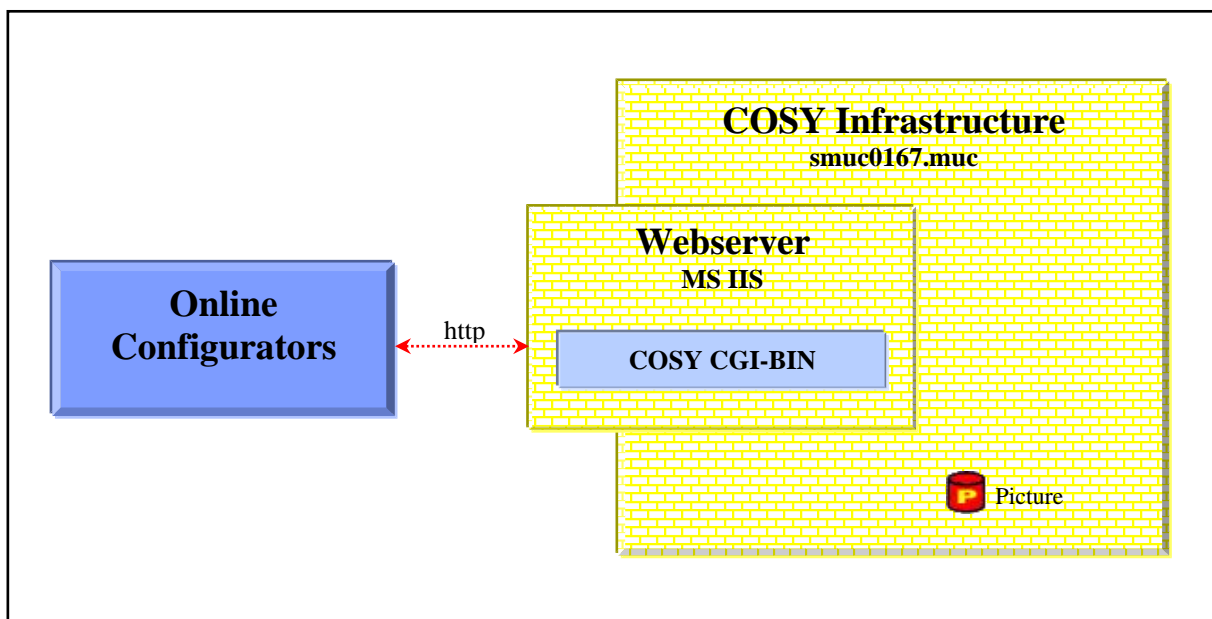 COSY Infrastructure
smuc0167.muc
Webserver
MS IIS
Online
Configurators
http
COSY CGI-BIN
P
Picture